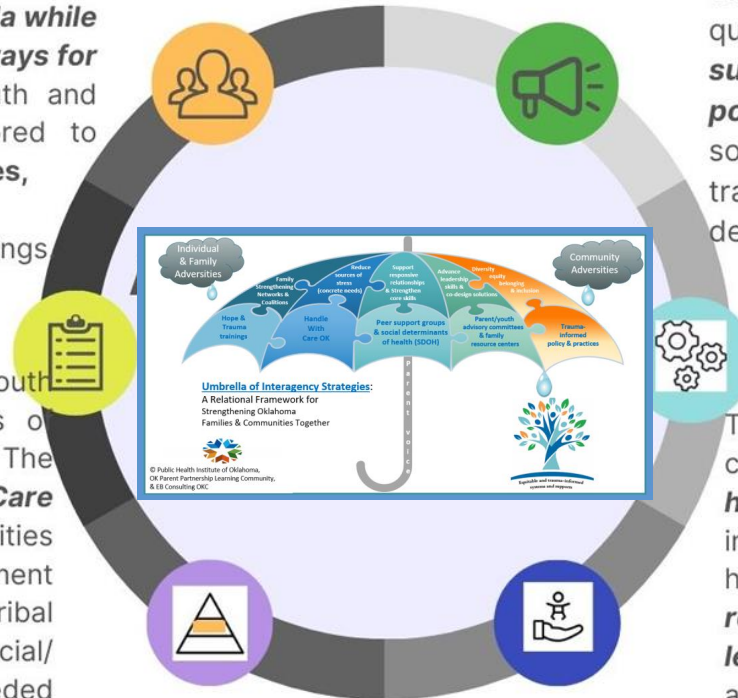 a while
ays for
th and
red to
es,
ngs.
outh
s of
The
Care
ities
ment
ribal
cial/
eded
Individual
& Family
Adversities
Community
Adversities
Family
Strengthening
Networks &
Coalitions
Reduce
sources of
stress
(concrete needs)
Support
responsive
relationships
& Strengthen
core skills
Advance
leadership
skills &
co-design solutions
Diversity
equity
belonging
& inclusion
Hope &
Trauma
trainings
Handle
With
Care OK
Peer support groups
& social determinants
of health (SDOH)
Parent/youth
advisory committees
& family
resource centers
Trauma-
informed
policy & practices
Parent voice
Umbrella of Interagency Strategies:
A Relational Framework for
Strengthening Oklahoma
Families & Communities Together
© Public Health Institute of Oklahoma,
OK Parent Partnership Learning Community,
& EB Consulting OKC
Equitable and trauma-informed
systems and supports
qu
su
po
so
tra
de
T
c
h
in
h
r
le
a